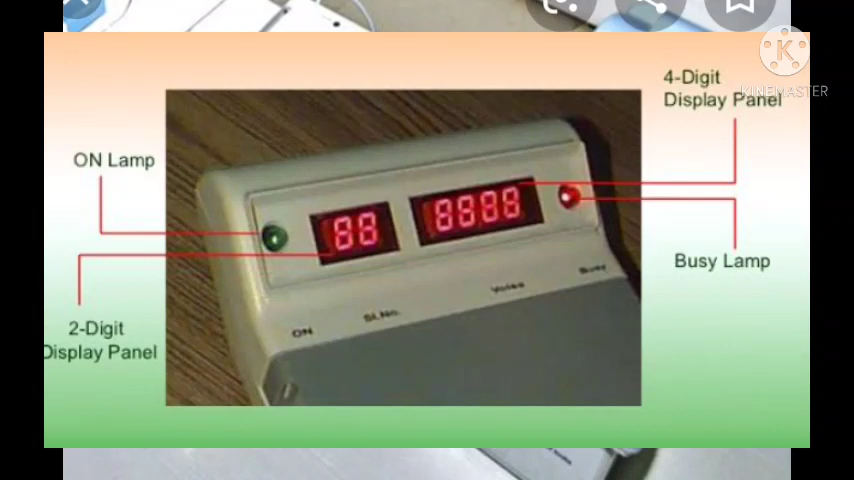 4-Digit
Display Panel
KINEMASTER
ON Lamp
88
8888
Busy Lamp
2-Digit
Display Panel
ON
Sl.No.
Votes
Busy